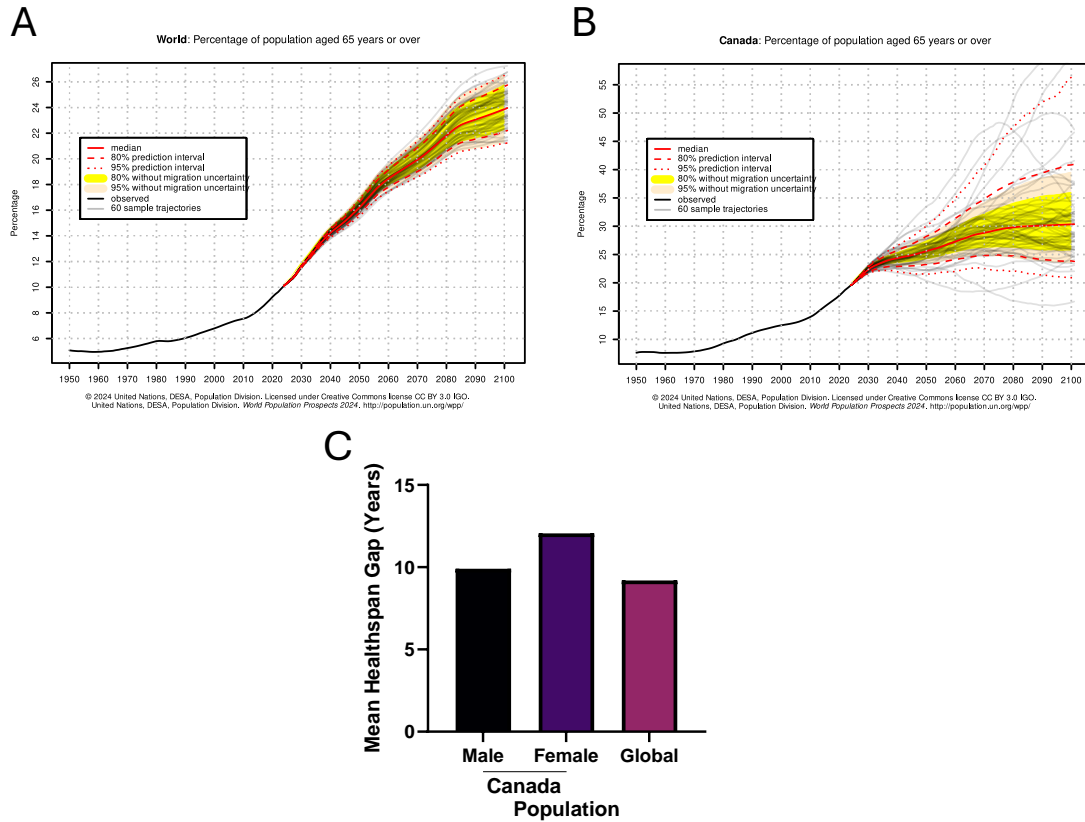 A
World: Percentage of population aged 65 years or over
Percentage
26
24
22
20
18
16
14
12
10
8
6
median
80% prediction interval
95% prediction interval
80% without migration uncertainty
95% without migration uncertainty
observed
60 sample trajectories
1950 1960 1970 1980 1990 2000 2010 2020 2030 2040 2050 2060 2070 2080 2090 2100
© 2024 United Nations, DESA, Population Division. Licensed under Creative Commons license CC BY 3.0 IGO.
United Nations, DESA, Population Division. World Population Prospects 2024. http://population.un.org/wpp/
B
Canada: Percentage of population aged 65 years or over
Percentage
55
50
45
40
35
30
25
20
15
10
median
80% prediction interval
95% prediction interval
80% without migration uncertainty
95% without migration uncertainty
observed
60 sample trajectories
1950 1960 1970 1980 1990 2000 2010 2020 2030 2040 2050 2060 2070 2080 2090 2100
© 2024 United Nations, DESA, Population Division. Licensed under Creative Commons license CC BY 3.0 IGO.
United Nations, DESA, Population Division. World Population Prospects 2024. http://population.un.org/wpp/
C
Mean Healthspan Gap (Years)
15
10
5
0
Male Female Global
Canada
Population